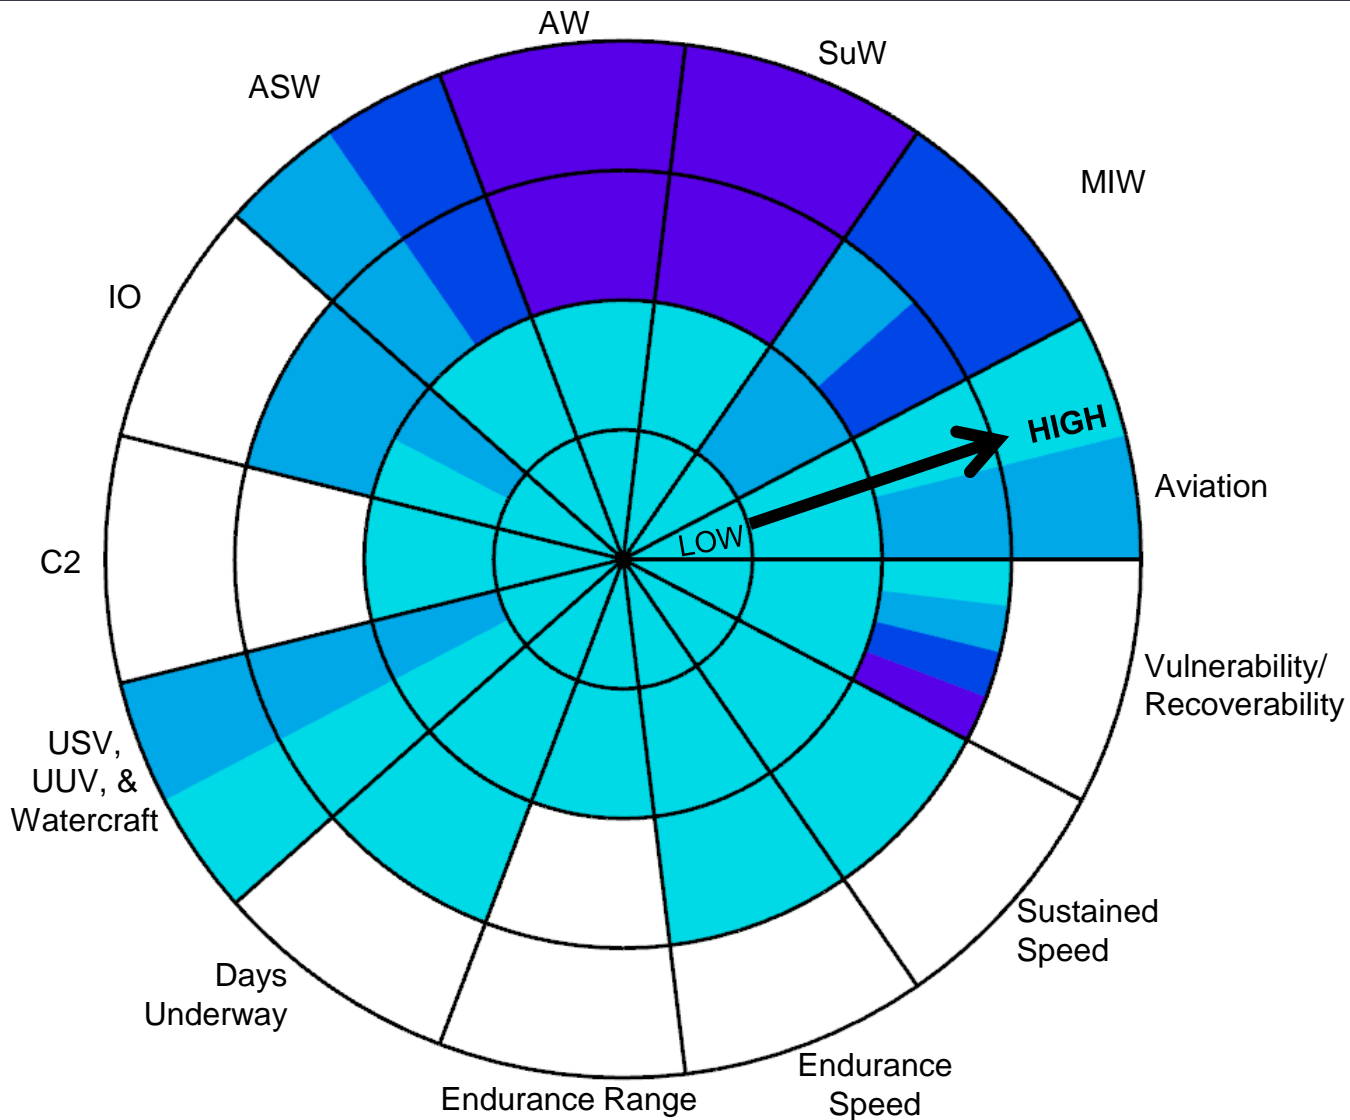 AW
SuW
ASW
MIW
IO
HIGH
Aviation
LOW
C2
Vulnerability/
Recoverability
USV,
UUV, &
Watercraft
Sustained
Speed
Days
Underway
Endurance
Speed
Endurance Range